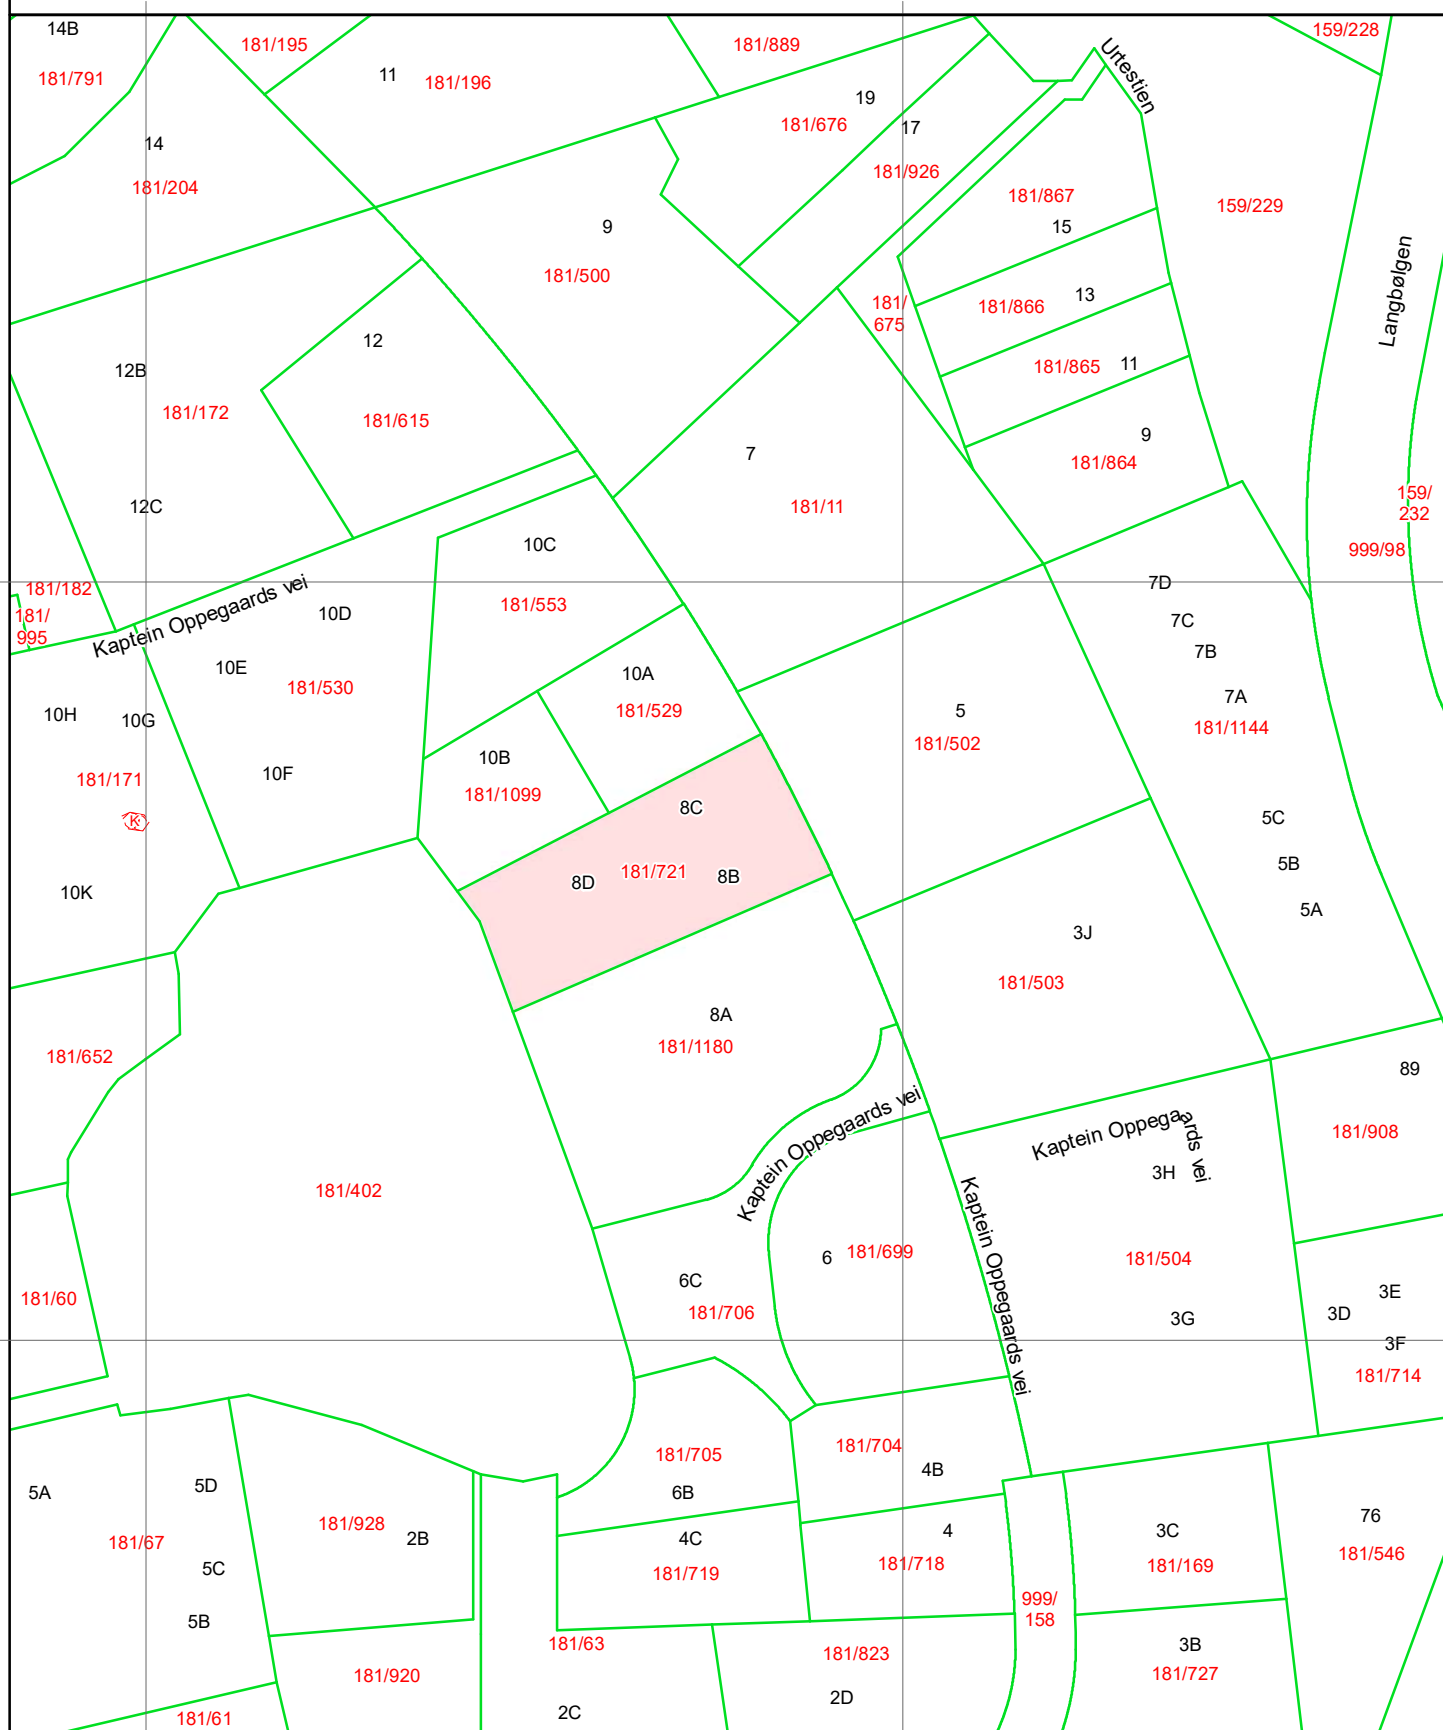 14B
181/791
181/195
11
181/196
181/889
159/228
Urtestien
19
181/676
17
181/926
14
181/204
181/867
15
159/229
9
181/500
Langbølgen
181/
675
181/866
13
12
12B
181/172
181/615
181/865
11
9
181/864
7
181/11
12C
159/
232
999/98
10C
181/553
181/182
181/
995
Kaptein Oppegaards vei
10D
10E
181/530
7D
7C
7B
7A
181/1144
10A
181/529
5
181/502
10H
10G
181/171
K
10F
10B
181/1099
8C
181/721
8D
8B
5C
5B
5A
10K
3J
181/503
8A
181/1180
181/652
89
181/908
Kaptein Oppegaards vei
Kaptein Oppegaards vei
3H
181/402
Kaptein Oppegaards vei
6
181/699
181/504
6C
181/706
181/60
3G
3E
3D
3F
181/714
181/705
6B
181/704
4B
5A
5D
181/67
5C
5B
181/928
2B
4C
181/719
4
181/718
3C
181/169
76
181/546
999/
158
181/63
181/823
3B
181/727
181/920
2C
2D
181/61